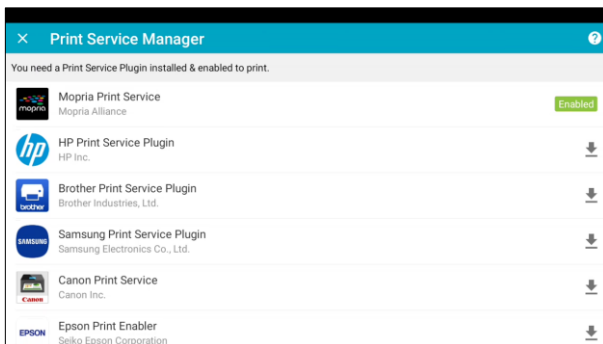 Print Service Manager
?
You need a Print Service Plugin installed & enabled to print.
mopria
Mopria Print Service
Mopria Alliance
Enabled
hp
HP Print Service Plugin
HP Inc.
brother
Brother Print Service Plugin
Brother Industries, Ltd.
SAMSUNG
Samsung Print Service Plugin
Samsung Electronics Co., Ltd.
Canon
Canon Print Service
Canon Inc.
EPSON
Epson Print Enabler
Seiko Epson Corporation